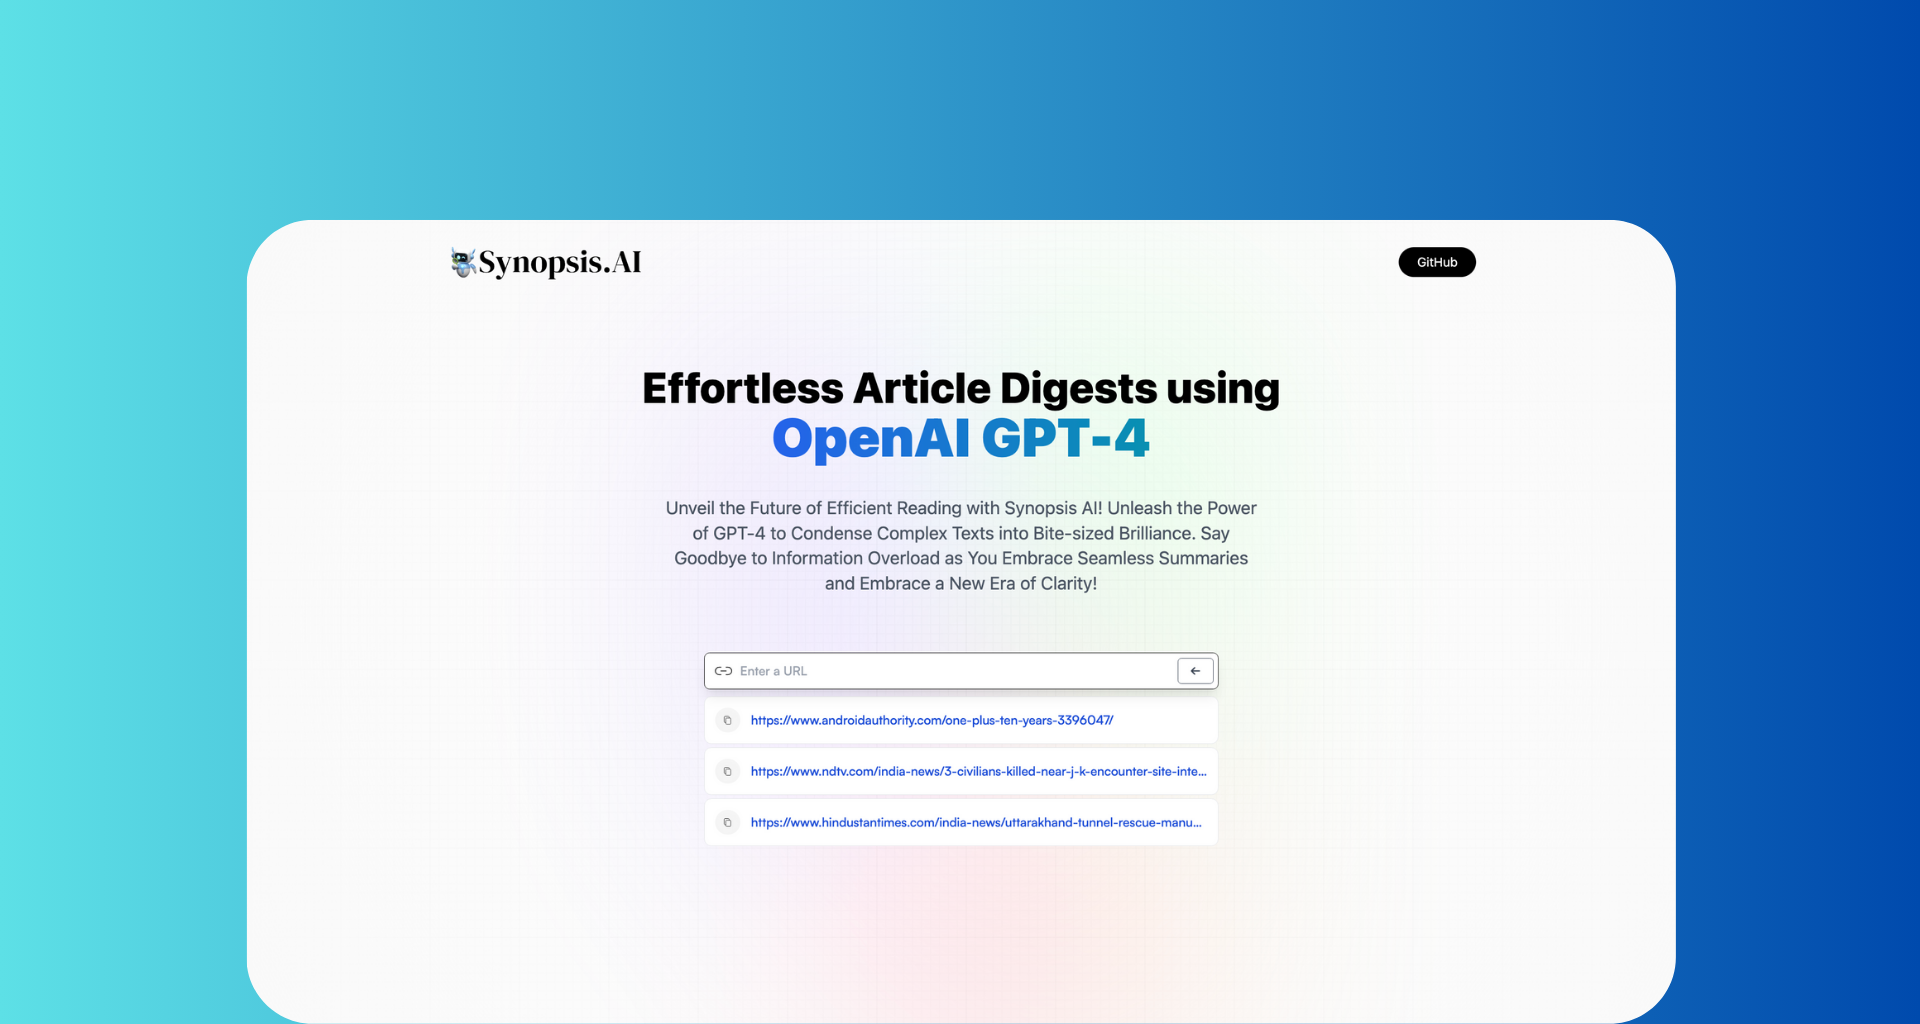 Synopsis.AI
GitHub
Effortless Article Digests using
OpenAI GPT-4
Unveil the Future of Efficient Reading with Synopsis AI! Unleash the Power
of GPT-4 to Condense Complex Texts into Bite-sized Brilliance. Say
Goodbye to Information Overload as You Embrace Seamless Summaries
and Embrace a New Era of Clarity!
Enter a URL
https://www.androidauthority.com/one-plus-ten-years-3396047/
https://www.ndtv.com/india-news/3-civilians-killed-near-j-k-encounter-site-inte...
https://www.hindustantimes.com/india-news/uttarakhand-tunnel-rescue-manu...